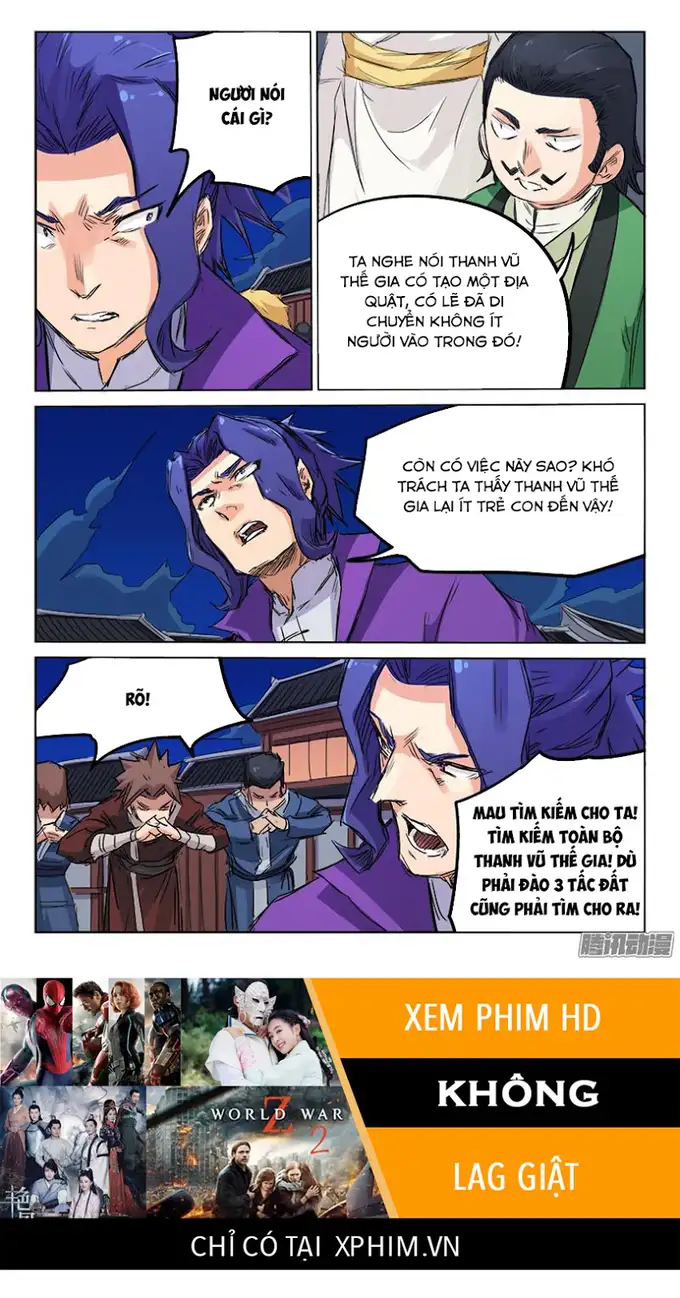 NGƯƠI NÓI
CÁI GÌ?
TA NGHE NÓI THANH VŨ
THẾ GIA CÓ TẠO MỘT ĐỊA
QUẬT, CÓ LẼ ĐÃ DI
CHUYỂN KHÔNG ÍT
NGƯỜI VÀO TRONG ĐÓ!
CÒN CÓ VIỆC NÀY SAO? KHÓ
TRÁCH TA THẤY THANH VŨ THẾ
GIA LẠI ÍT TRẺ CON ĐẾN VẬY!
RÕ!
MAU TÌM KIẾM CHO TA!
TÌM KIẾM TOÀN BỘ
THANH VŨ THẾ GIA! DÙ
PHẢI ĐÀO 3 TẤC ĐẤT
CŨNG PHẢI TÌM CHO RA!
腾讯动漫
XEM PHIM HD
KHÔNG
LAG GIẬT
WORLD WAR
Z
2
CHỈ CÓ TẠI XPHIM.VN